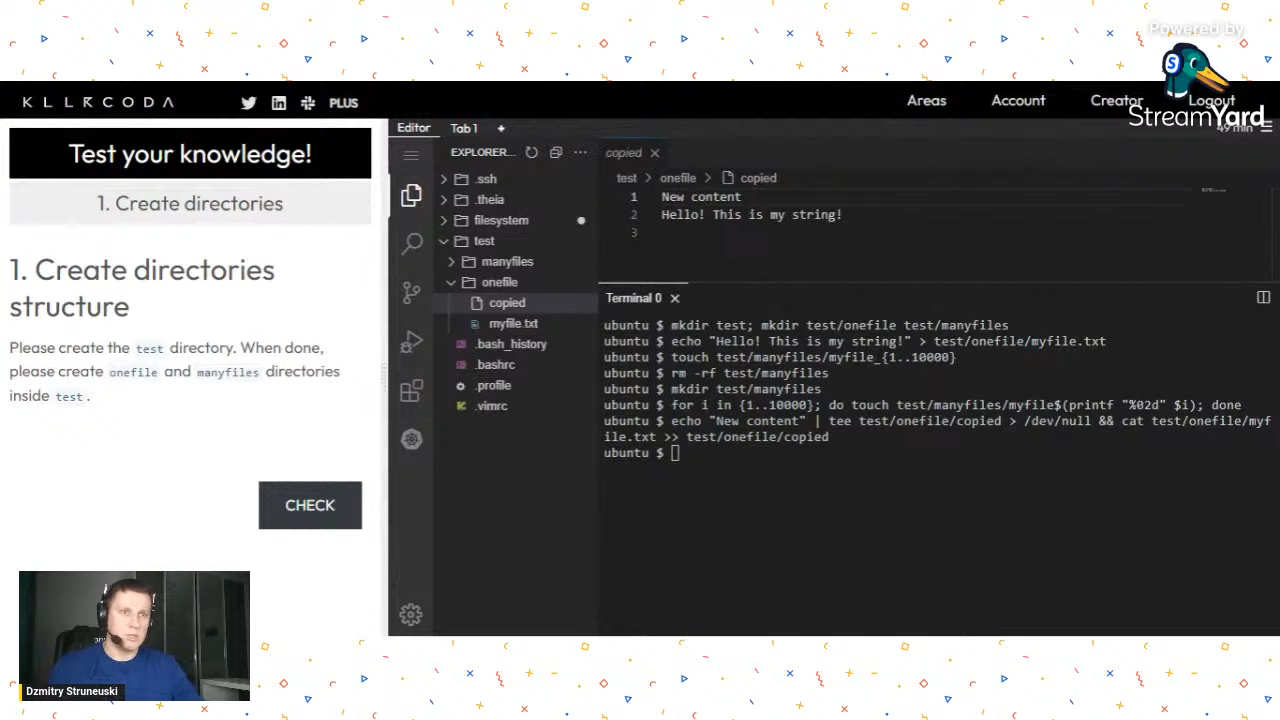 Powered by
StreamYard
KLLRCODA
PLUS
Areas
Account
Creator
Logout
49 min
Test your knowledge!
1. Create directories
1. Create directories
structure
Please create the test directory. When done,
please create onefile and manyfiles directories
inside test .
CHECK
Dzmitry Struneuski
Editor
Tab 1
EXPLORER...
.ssh
.theia
filesystem
test
manyfiles
onefile
copied
myfile.txt
.bash_history
.bashrc
.profile
.vimrc
copied
test > onefile > copied
1 New content
2 Hello! This is my string!
3
Terminal 0
ubuntu $ mkdir test; mkdir test/onefile test/manyfiles
ubuntu $ echo "Hello! This is my string!" > test/onefile/myfile.txt
ubuntu $ touch test/manyfiles/myfile_{1..10000}
ubuntu $ rm -rf test/manyfiles
ubuntu $ mkdir test/manyfiles
ubuntu $ for i in {1..10000}; do touch test/manyfiles/myfile$(printf "%02d" $i); done
ubuntu $ echo "New content" | tee test/onefile/copied > /dev/null && cat test/onefile/myf
ile.txt >> test/onefile/copied
ubuntu $